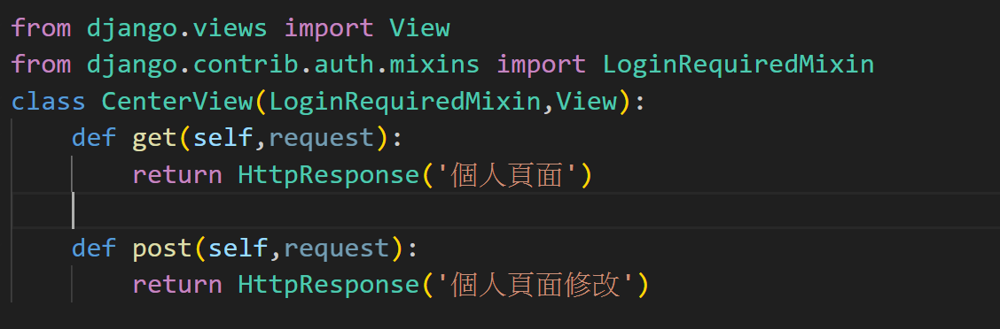 from django.views import View
from django.contrib.auth.mixins import LoginRequiredMixin
class CenterView(LoginRequiredMixin,View):
    def get(self,request):
        return HttpResponse('個人頁面')
    def post(self,request):
        return HttpResponse('個人頁面修改')